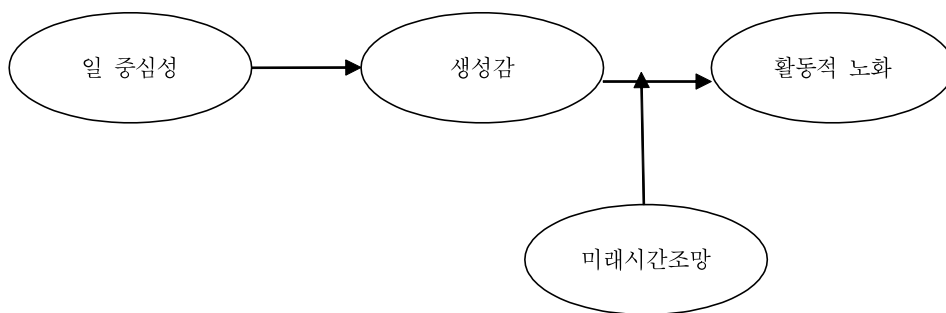 일 중심성
생성감
활동적 노화
미래시간조망